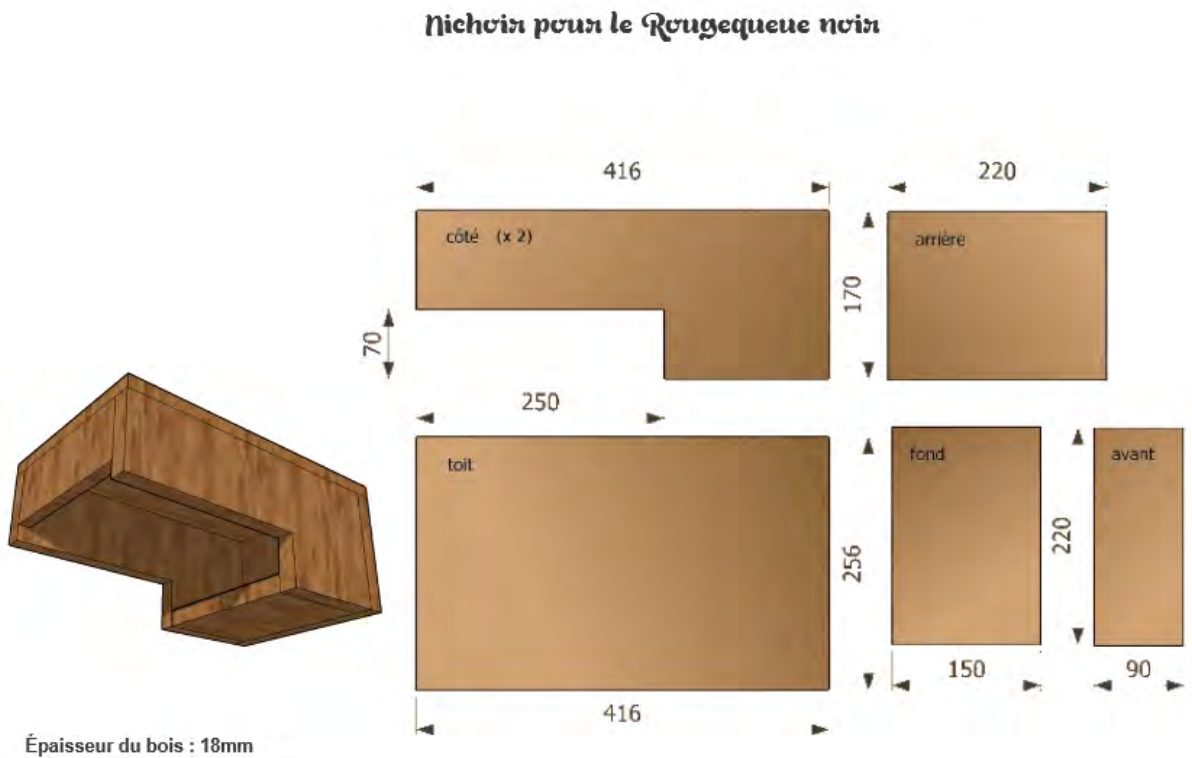 Nichoir pour le Rougequeue noir
416
220
côté (x 2)
arrière
170
70
250
toit
fond
avant
256
220
150
90
416
Épaisseur du bois : 18mm